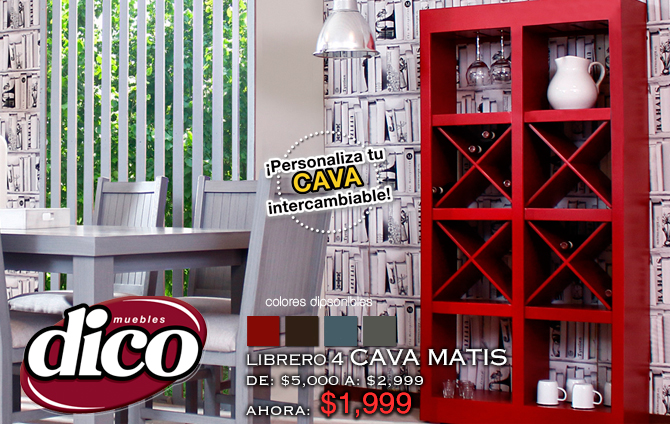 ¡Personaliza tu
CAVA
intercambiable!
colores diposonibles
muebles
dico
LIBRERO 4 CAVA MATIS
DE: $5,000 A: $2,999
AHORA: $1,999